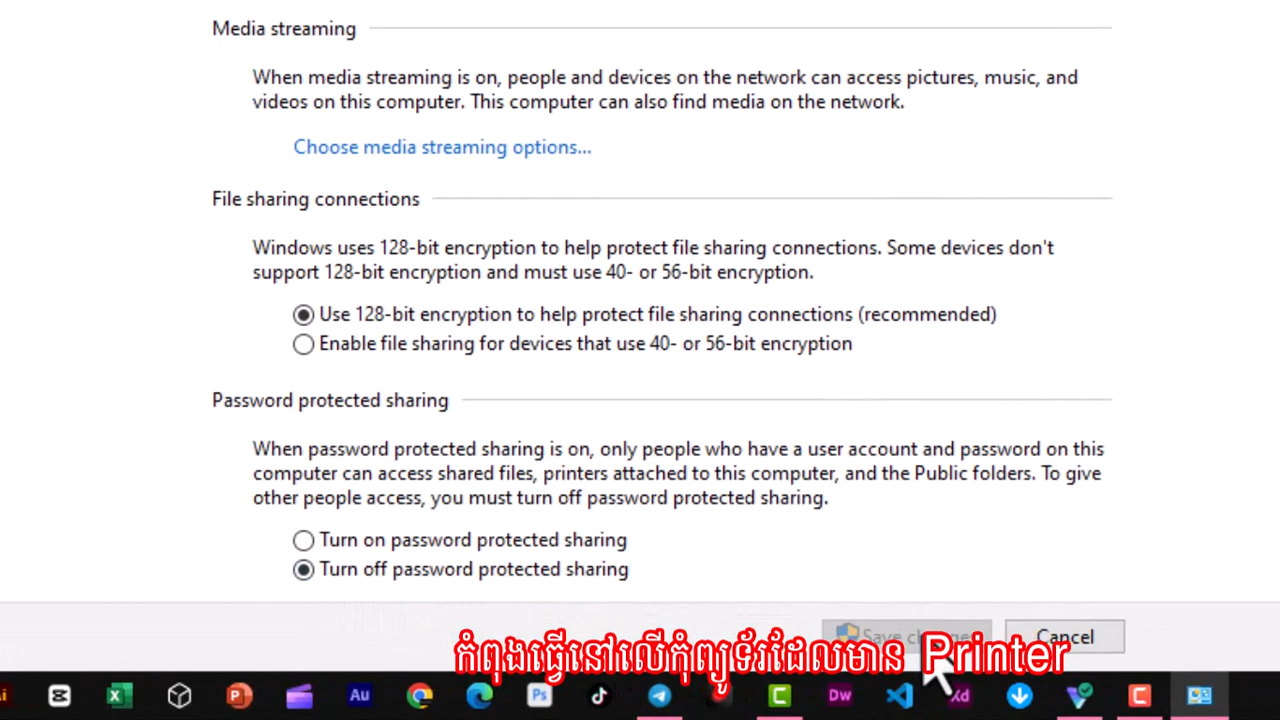 Media streaming
When media streaming is on, people and devices on the network can access pictures, music, and
videos on this computer. This computer can also find media on the network.
Choose media streaming options...
File sharing connections
Windows uses 128-bit encryption to help protect file sharing connections. Some devices don't
support 128-bit encryption and must use 40- or 56-bit encryption.
Use 128-bit encryption to help protect file sharing connections (recommended)
Enable file sharing for devices that use 40- or 56-bit encryption
Password protected sharing
When password protected sharing is on, only people who have a user account and password on this
computer can access shared files, printers attached to this computer, and the Public folders. To give
other people access, you must turn off password protected sharing.
Turn on password protected sharing
Turn off password protected sharing
Save changes Cancel
កំពុងធ្វើនៅលើកុំព្យូទ័រដែលមាន Printer
Ai Au Ps Dw Xd